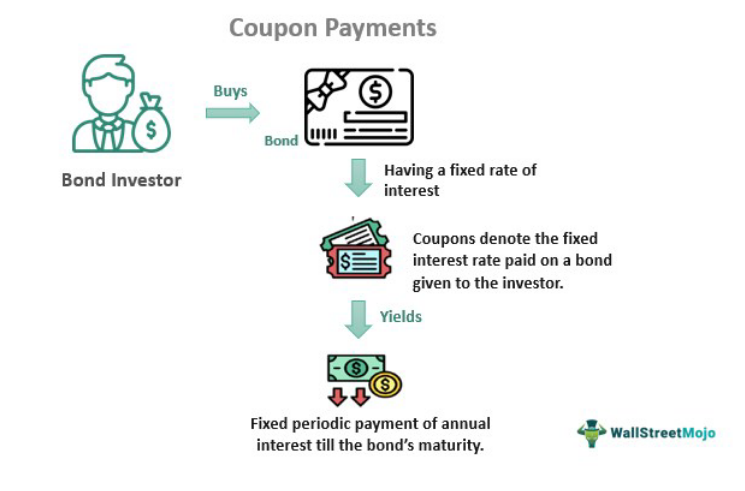 Coupon Payments
Buys
$
$
Bond
Bond Investor
Having a fixed rate of
interest
$
Coupons denote the fixed
interest rate paid on a bond
given to the investor.
Yields
$
$
Fixed periodic payment of annual
interest till the bond's maturity.
WallStreetMojo